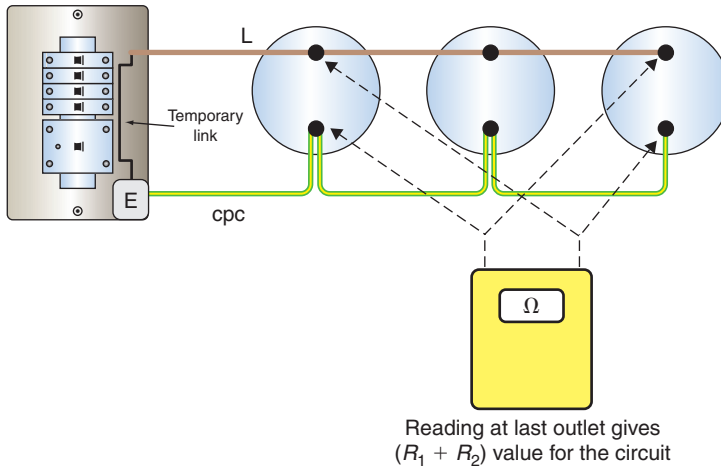 L
Temporary
link
E
cpc
Ω
Reading at last outlet gives
(R1 + R2) value for the circuit